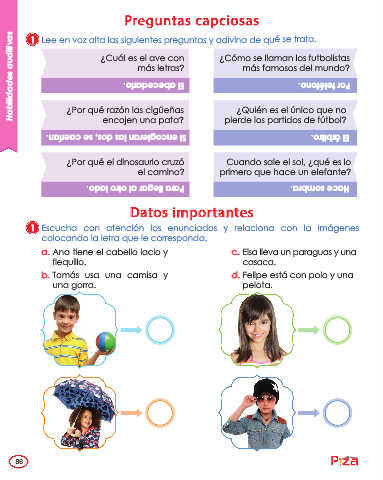 Preguntas capciosas
1 Lee en voz alta las siguientes preguntas y adivina de qué se trata.
Habilidades auditivas
¿Cuál es el ave con
más letras?
El abecedario.
¿Cómo se llaman los futbolistas
más famosos del mundo?
Por teléfono.
¿Por qué razón las cigüeñas
encojen una pata?
Si encogieran las dos, se caerían.
¿Quién es el único que no
pierde los partidos de fútbol?
El árbitro.
¿Por qué el dinosaurio cruzó
el camino?
Para llegar al otro lado.
Cuando sale el sol, ¿qué es lo
primero que hace un elefante?
Hace sombra.
Datos importantes
1 Escucha con atención los enunciados y relaciona con la imágenes
colocando la letra que le corresponda.
a. Ana tiene el cabello lacio y
flequillo.
b. Tomás usa una camisa y
una gorra.
c. Elsa lleva un paraguas y una
casaca.
d. Felipe está con polo y una
pelota.
86
Piza